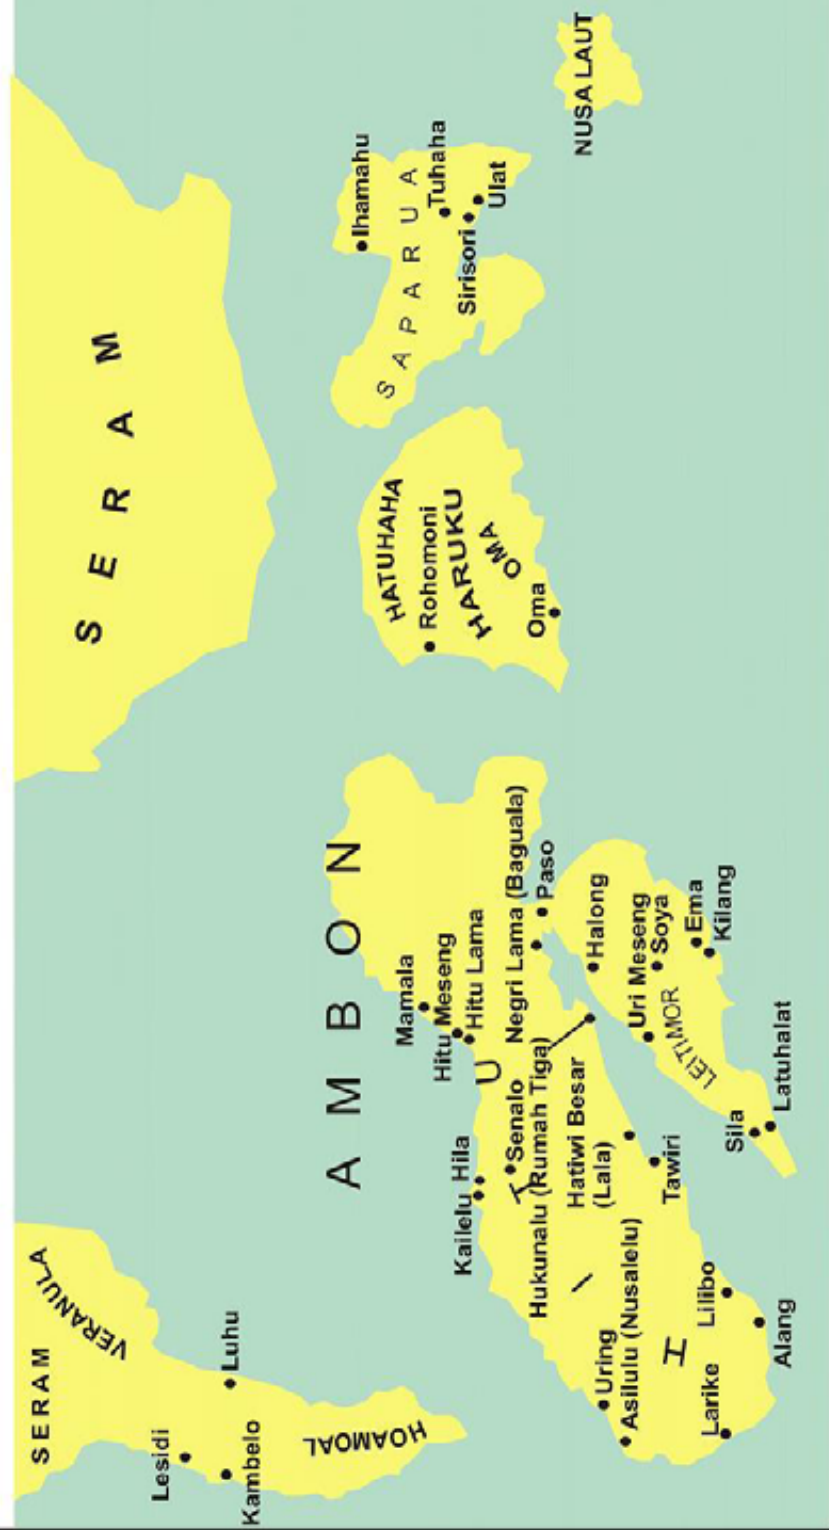 SERAM
VERANULA
Lesidi
Luhu
Kambelo
HOAMOAL
SERAM
AMBON
Mamala
Hitu Meseng
Hitu Lama
Kailelu
Hila
HITU
Senalo
Negri Lama (Baguala)
Paso
Hukunalu (Rumah Tiga)
Hatiwi Besar
(Lala)
Tawiri
Uring
Asilulu (Nusalelu)
Lilibo
Larike
Alang
Halong
Uri Meseng
Soya
Ema
Kilang
LEITIMOR
Sila
Latuhalat
HATUHAHA
Rohomoni
HARUKU
OMA
Oma
Ihamahu
SAPARUA
Tuhaha
Sirisori
Ulat
NUSA LAUT